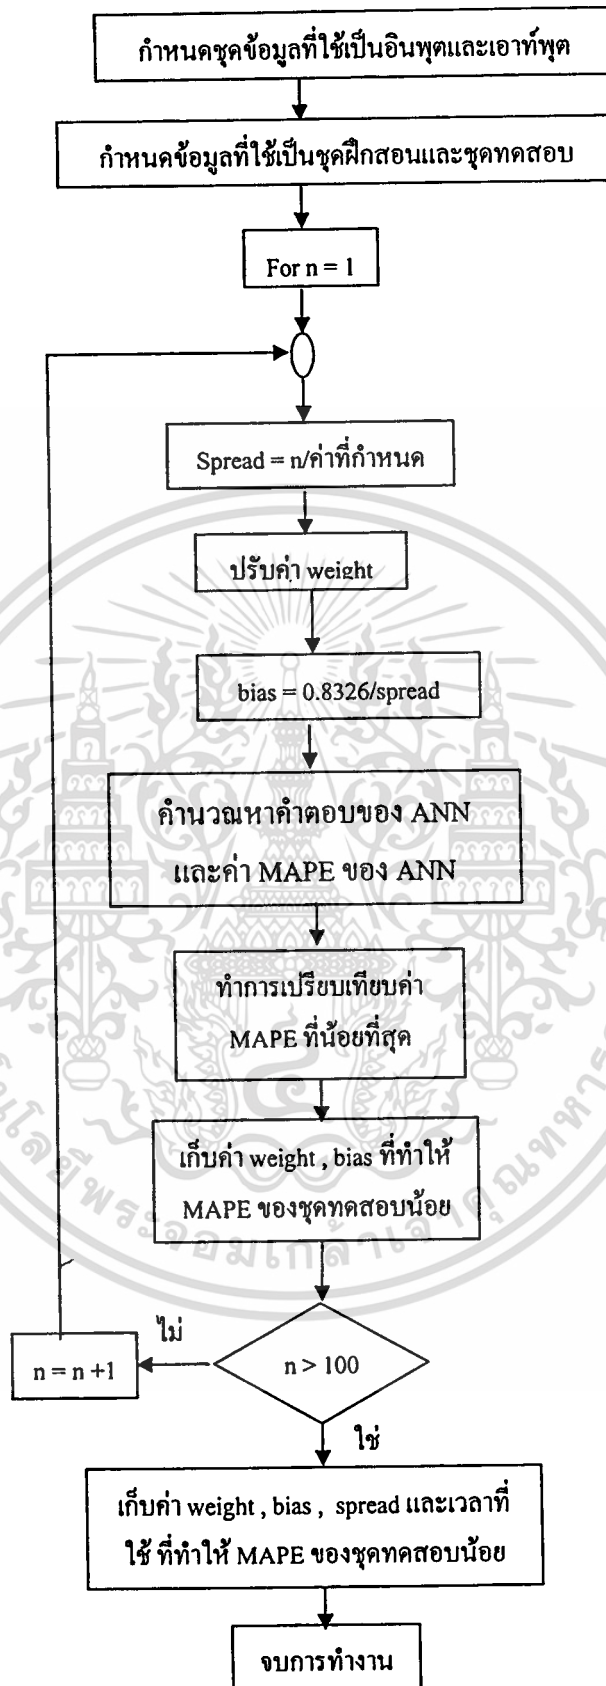 กำหนดชุดข้อมูลที่ใช้เป็นอินพุตและเอาท์พุต
กำหนดข้อมูลที่ใช้เป็นชุดฝึกสอนและชุดทดสอบ
For n = 1
Spread = n/ค่าที่กำหนด
ปรับค่า weight
bias = 0.8326/spread
คำนวณหาคำตอบของ ANN
และค่า MAPE ของ ANN
ทำการเปรียบเทียบค่า
MAPE ที่น้อยที่สุด
เก็บค่า weight , bias ที่ทำให้
MAPE ของชุดทดสอบน้อย
ไม่
n = n +1
n > 100
ใช่
เก็บค่า weight , bias , spread และเวลาที่
ใช้ ที่ทำให้ MAPE ของชุดทดสอบน้อย
จบการทำงาน